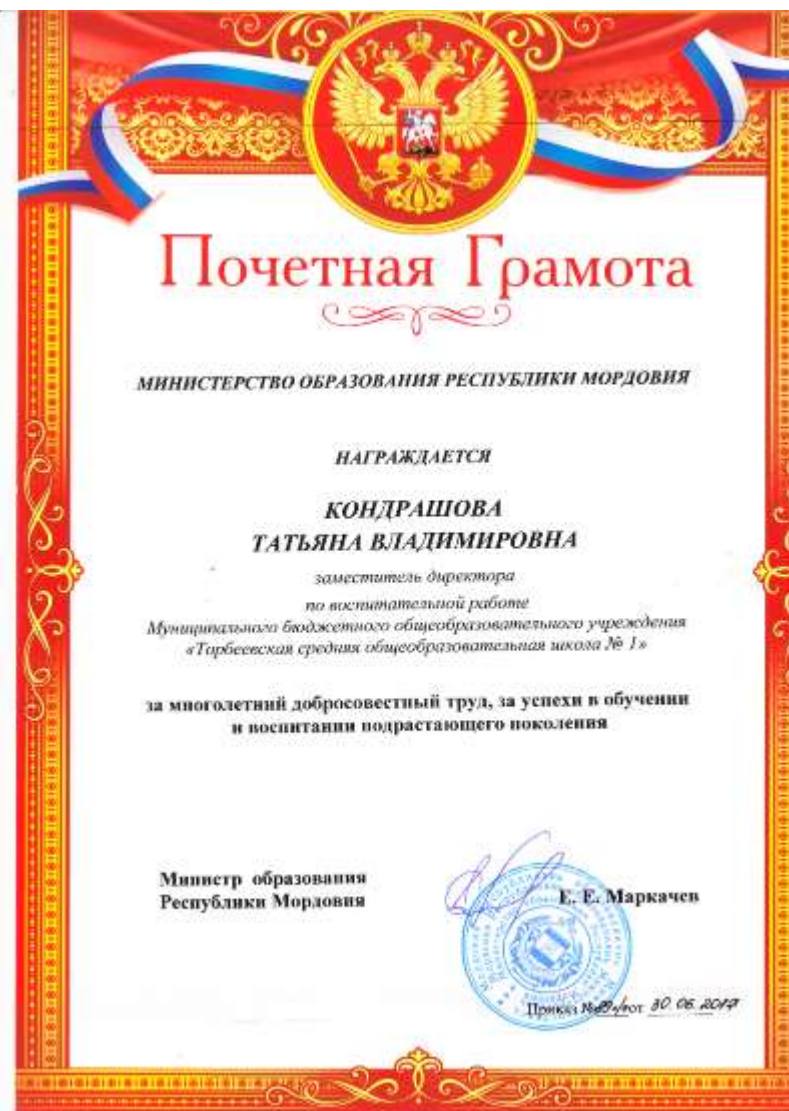 Почетная Грамота
МИНИСТЕРСТВО ОБРАЗОВАНИЯ РЕСПУБЛИКИ МОРДОВИЯ
НАГРАЖДАЕТСЯ
КОНДРАШОВА
ТАТЬЯНА ВЛАДИМИРОВНА
заместитель директора
по воспитательной работе
Муниципального бюджетного общеобразовательного учреждения
«Торбеевская средняя общеобразовательная школа № 1»
за многолетний добросовестный труд, за успехи в обучении
и воспитании подрастающего поколения
Министр образования
Республики Мордовия
Е. Е. Маркачев
Приказ № от 30 06 2017